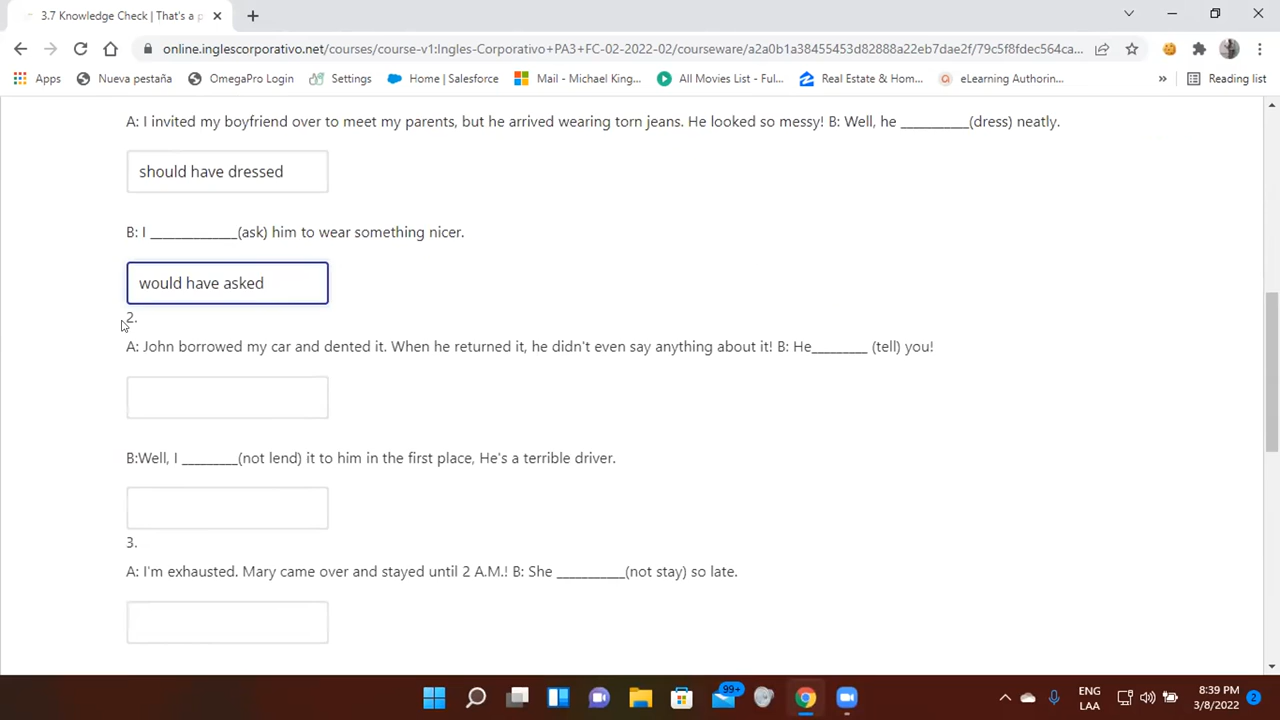 3.7 Knowledge Check | That's a p
online.inglescorporativo.net/courses/course-v1:Ingles-Corporativo+PA3+FC-02-2022-02/courseware/a2a0b1a38455453d82888a22eb7dae2f/79c5f8fdec564ca...
Apps Nueva pestaña OmegaPro Login Settings Home | Salesforce Mail - Michael King... All Movies List - Ful... Real Estate & Hom... eLearning Authorin... » Reading list
A: I invited my boyfriend over to meet my parents, but he arrived wearing torn jeans. He looked so messy! B: Well, he _________(dress) neatly.
should have dressed
B: I ____________(ask) him to wear something nicer.
would have asked
2.
A: John borrowed my car and dented it. When he returned it, he didn't even say anything about it! B: He_______ (tell) you!
B:Well, I _______(not lend) it to him in the first place, He's a terrible driver.
3.
A: I'm exhausted. Mary came over and stayed until 2 A.M.! B: She _________(not stay) so late.
99+
ENG
LAA
8:39 PM
3/8/2022
2